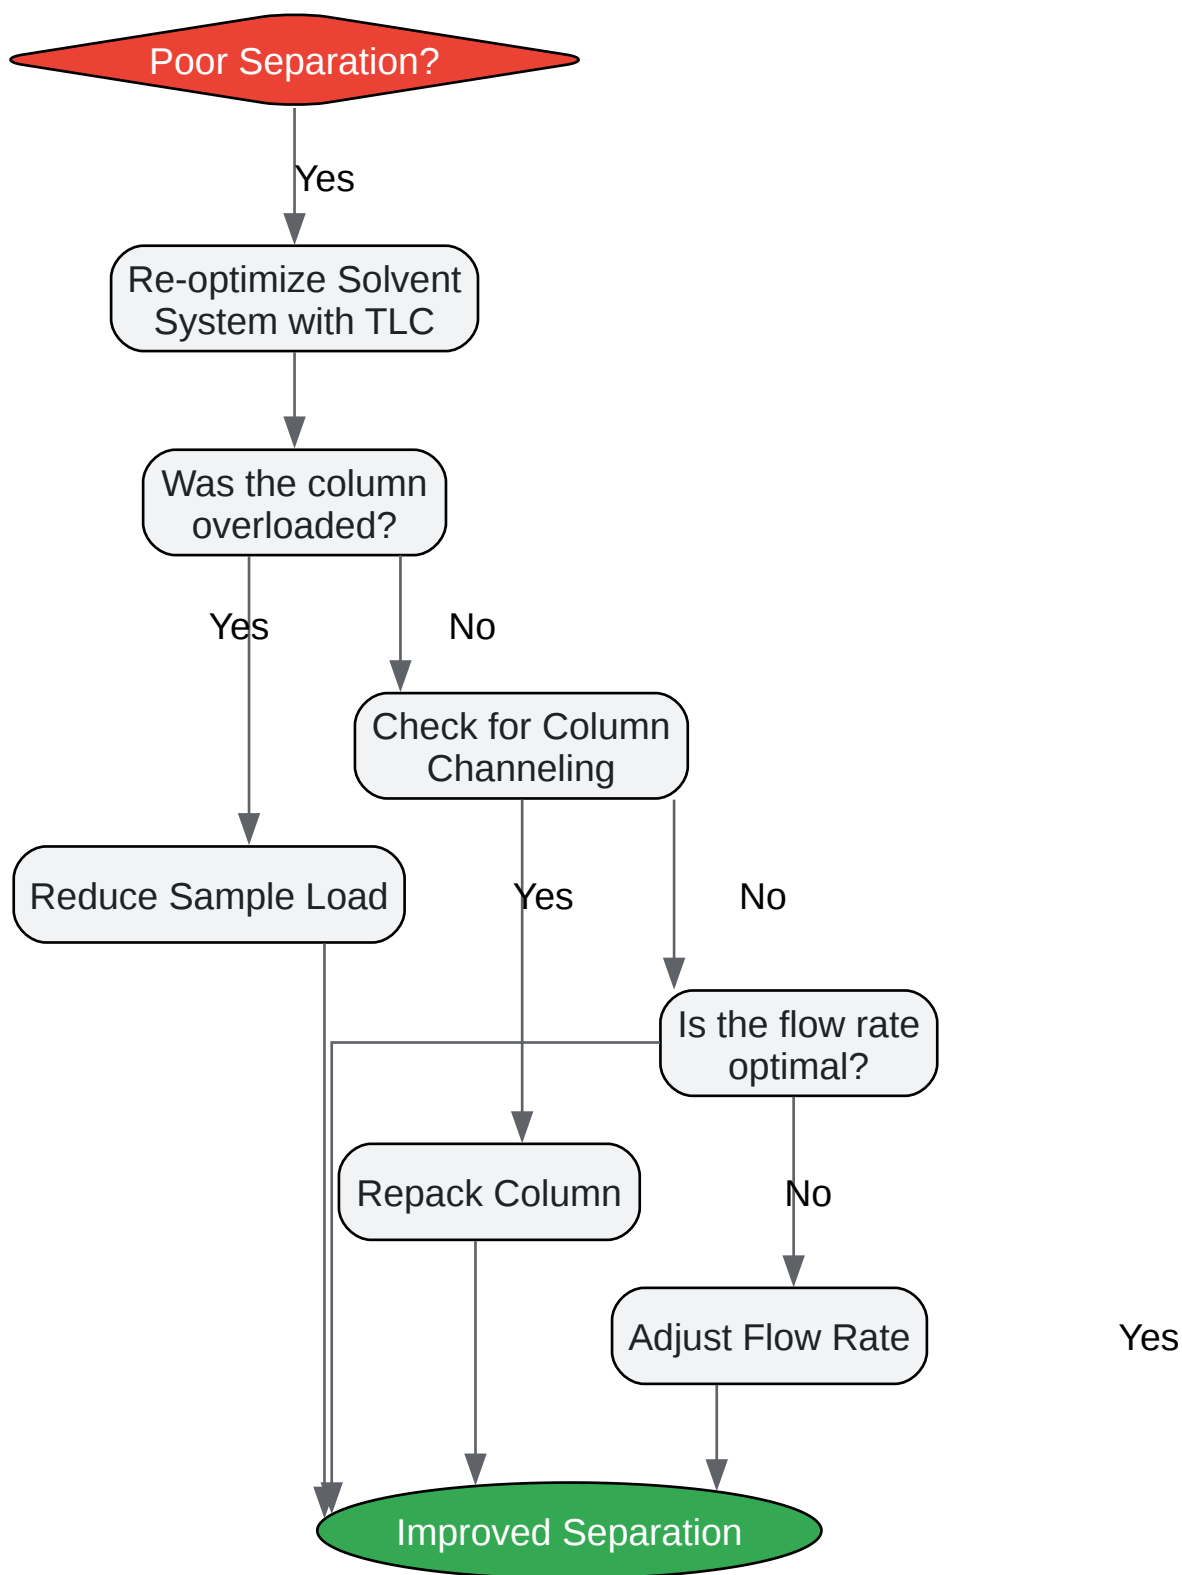 Poor Separation?
Yes
Re-optimize Solvent
System with TLC
Was the column
overloaded?
Yes
No
Check for Column
Channeling
Reduce Sample Load
Yes
No
Is the flow rate
optimal?
Repack Column
No
Adjust Flow Rate
Yes
Improved Separation